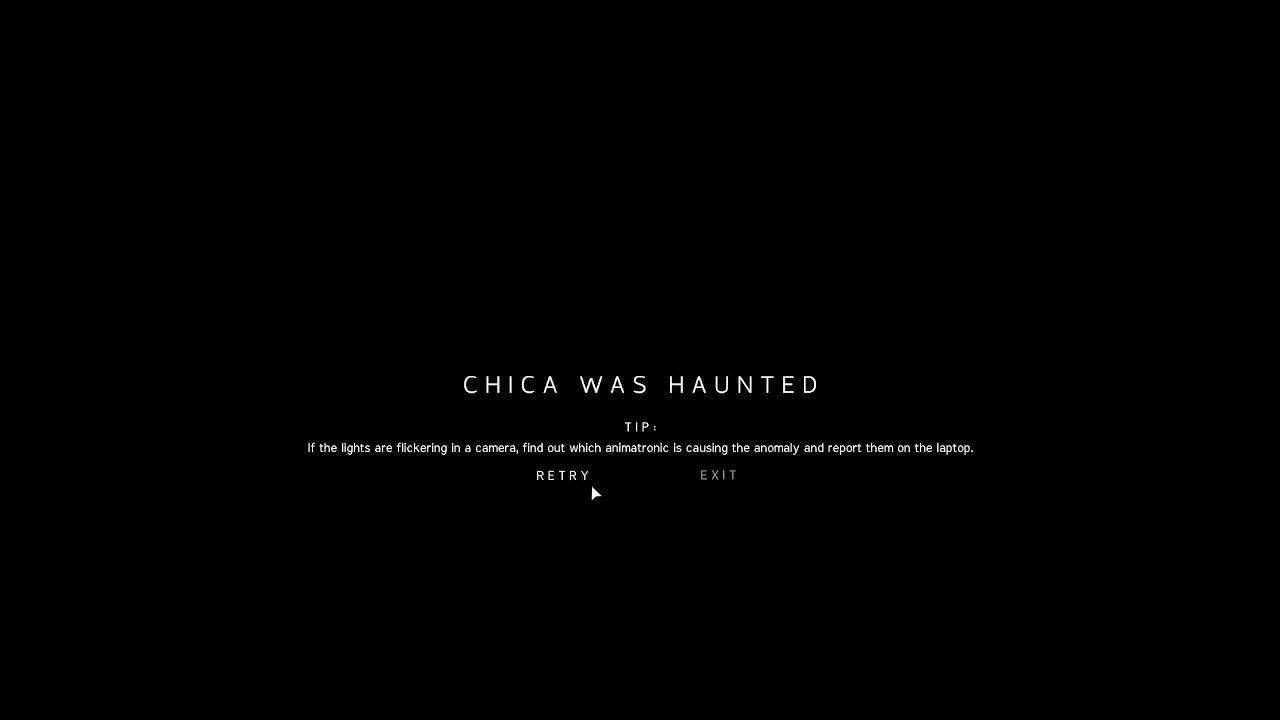 CHICA WAS HAUNTED
TIP:
If the lights are flickering in a camera, find out which animatronic is causing the anomaly and report them on the laptop.
RETRY EXIT